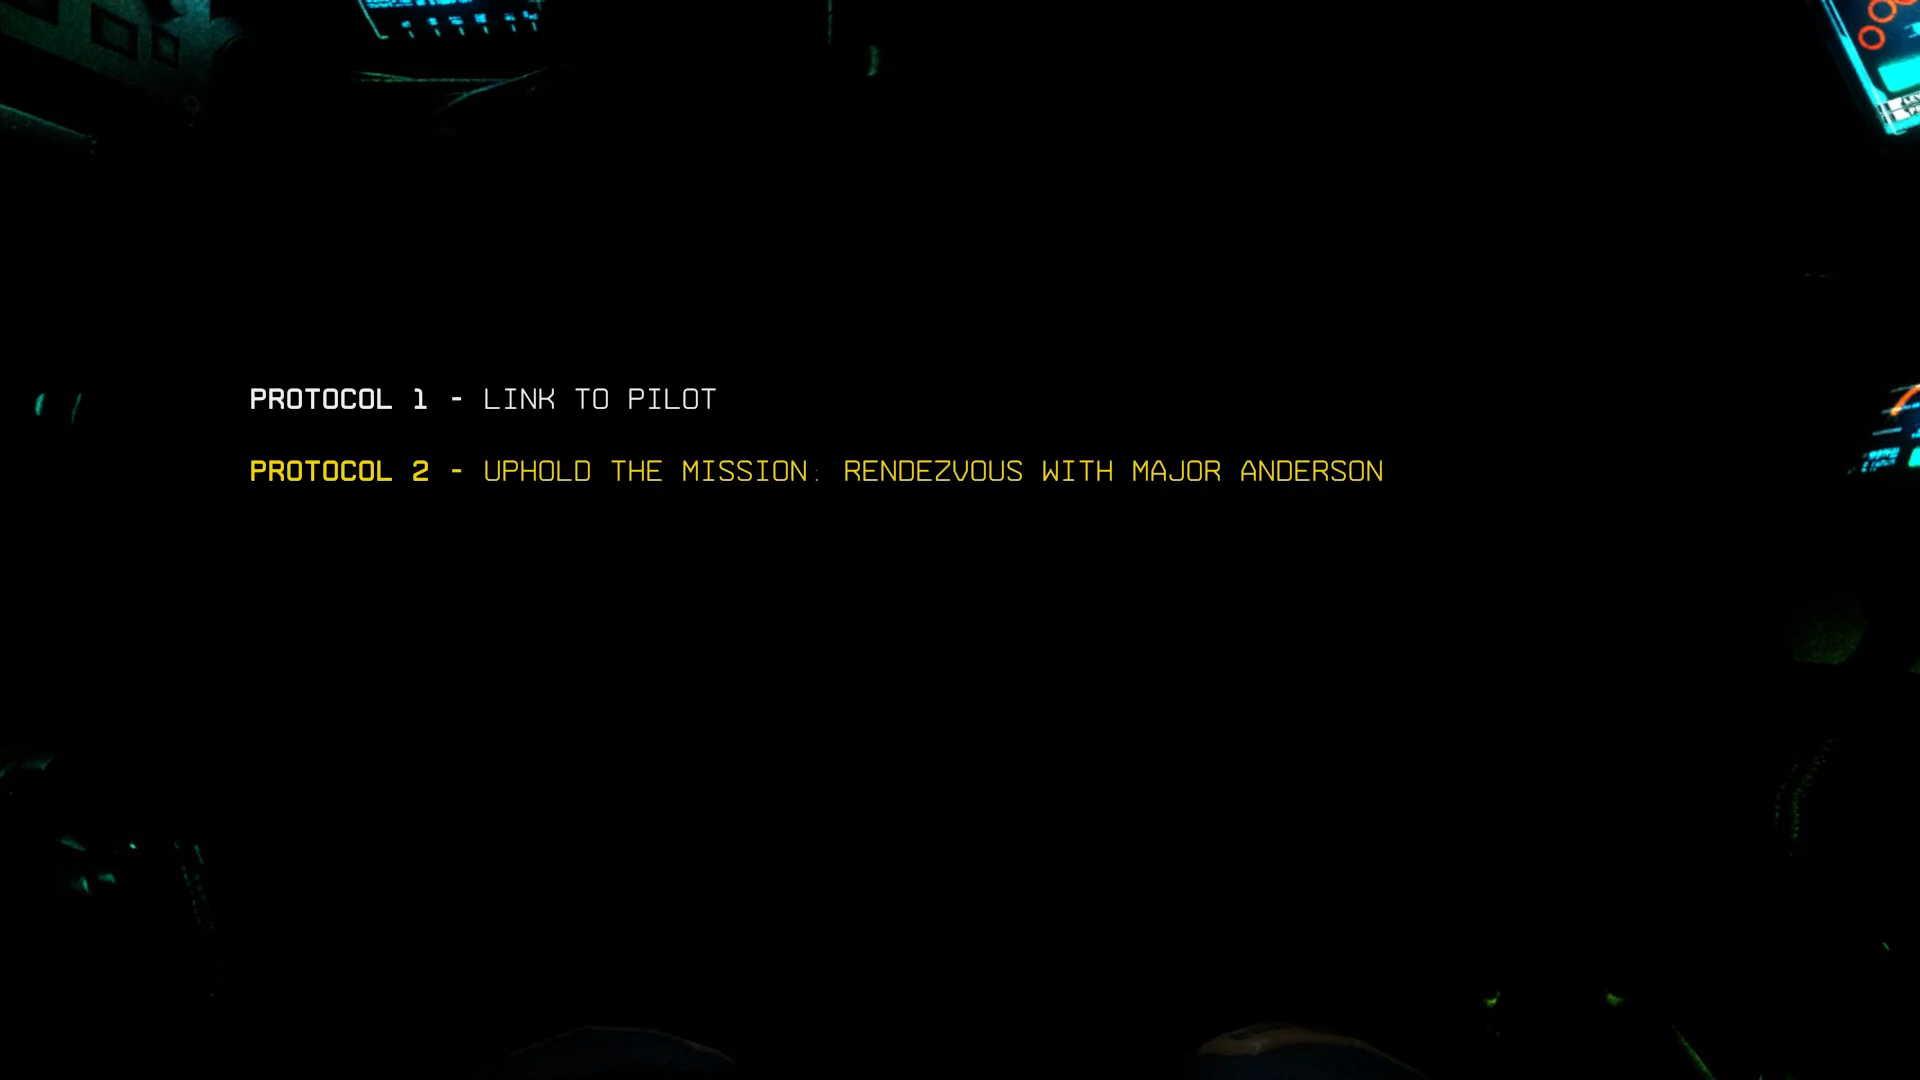 PROTOCOL 1 - LINK TO PILOT
PROTOCOL 2 - UPHOLD THE MISSION: RENDEZVOUS WITH MAJOR ANDERSON